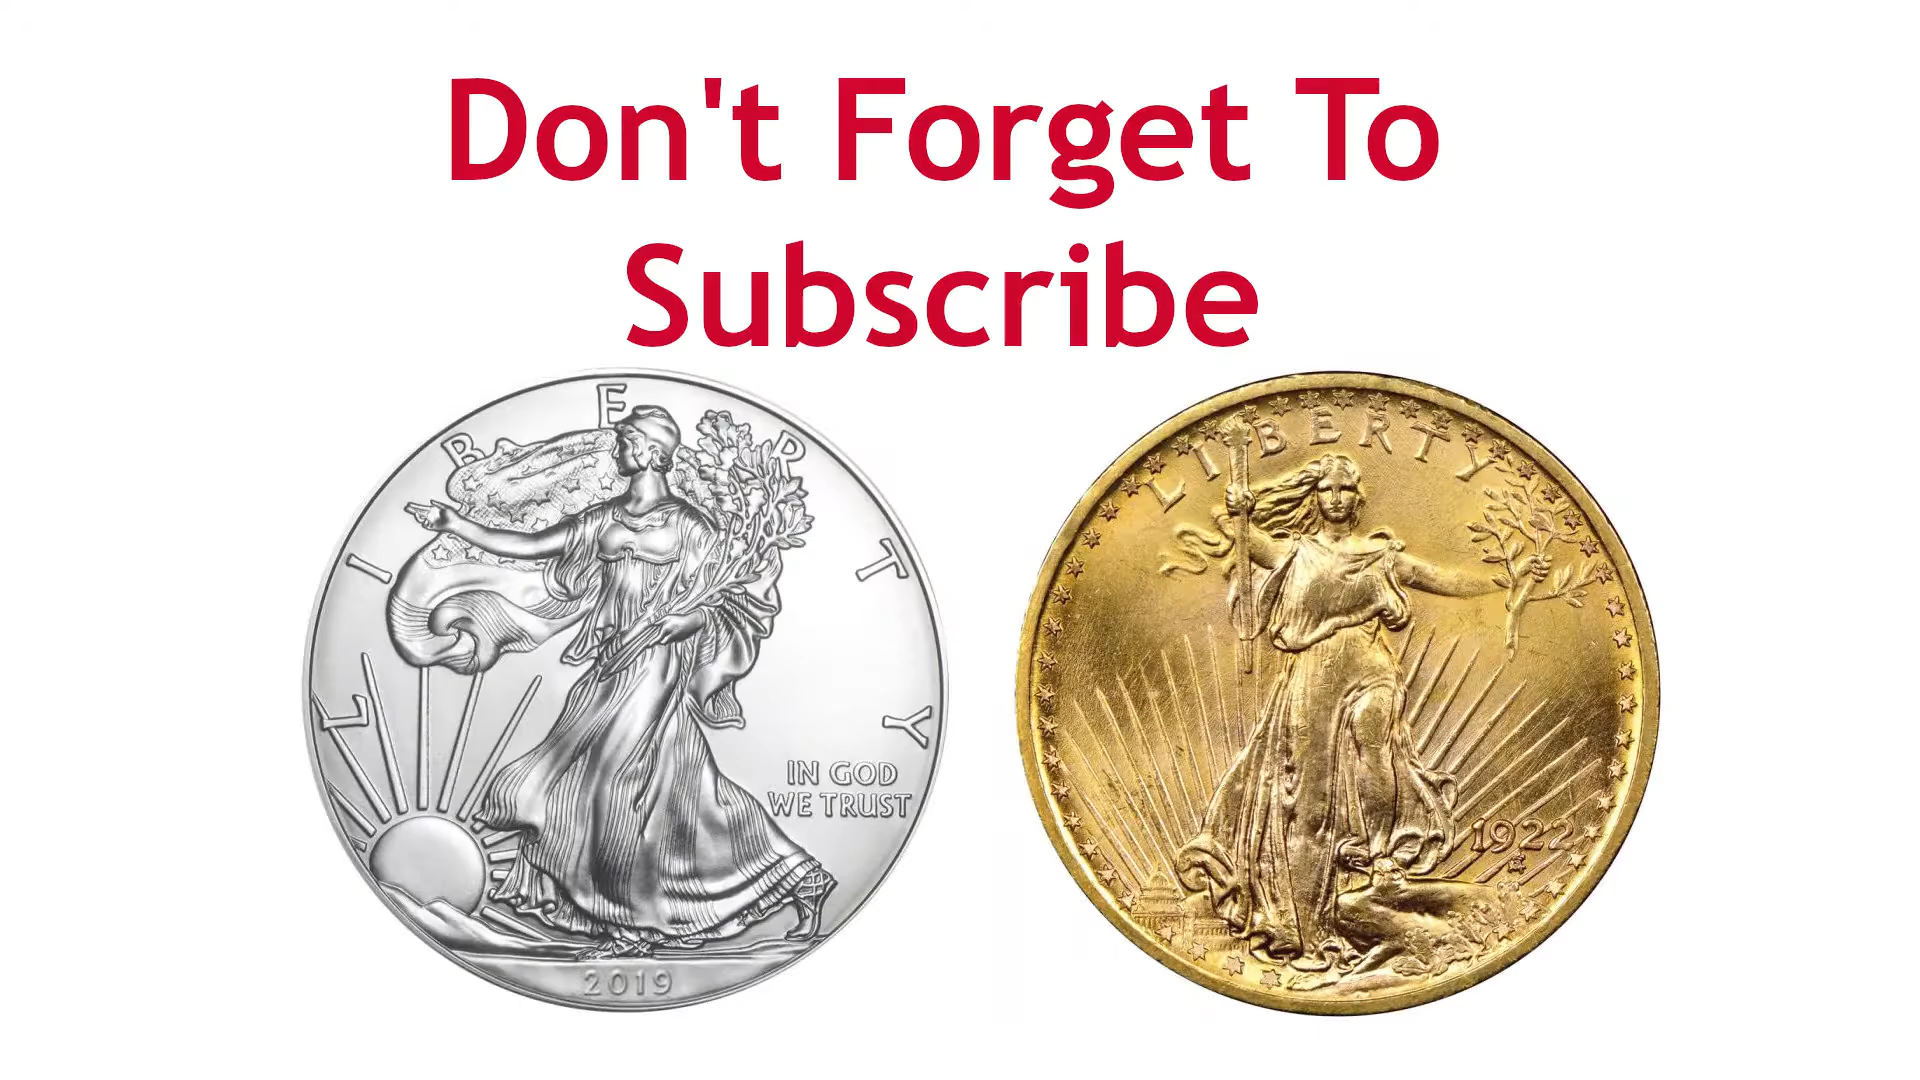 Don't Forget To
Subscribe
LIBERTY
IN GOD
WE TRUST
2019
LIBERTY
1922